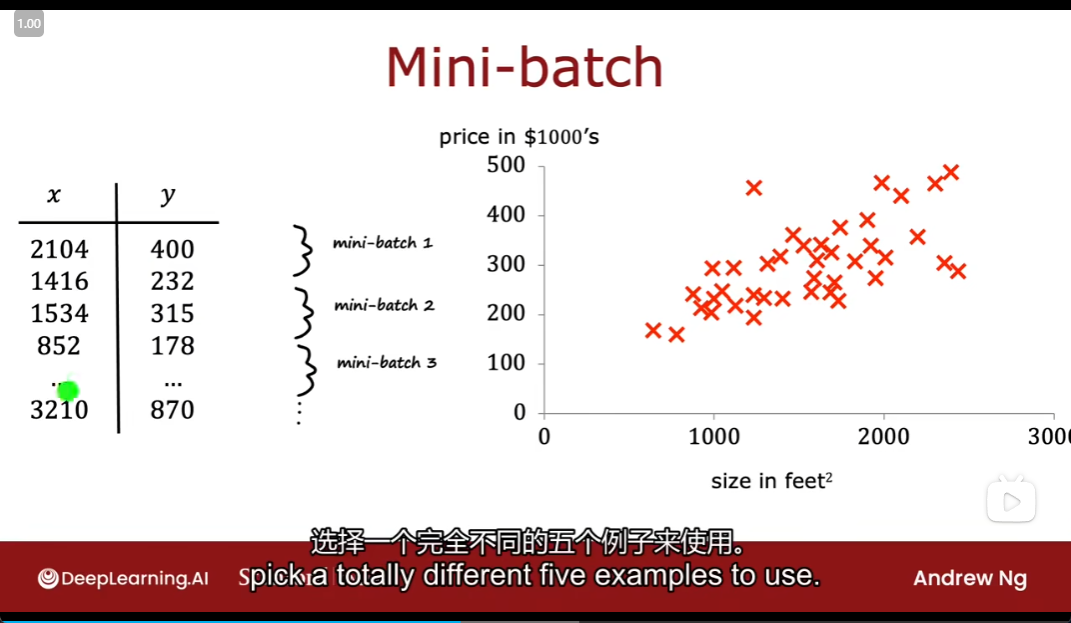 1.00
Mini-batch
x y
2104 400
1416 232
1534 315
852 178
... ...
3210 870
mini-batch 1
mini-batch 2
mini-batch 3
⋮
price in $1000's
500
400
300
200
100
0
0 1000 2000 3000
size in feet²
选择一个完全不同的五个例子来使用。
pick a totally different five examples to use.
DeepLearning.AI
Andrew Ng